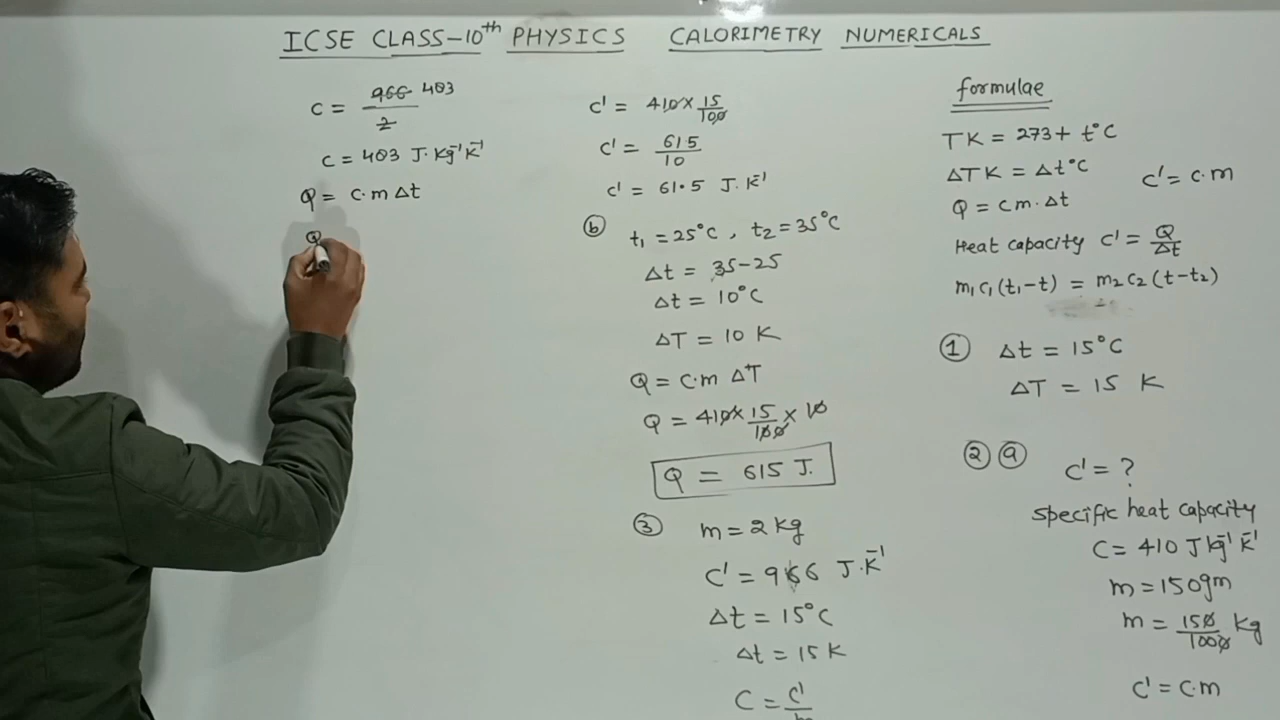 ICSE CLASS-10th PHYSICS CALORIMETRY NUMERICALS
C = 966 403 / 2
C = 403 J.Kg⁻¹K⁻¹
Q = C.m Δt
Q
C' = 410 × 15/100
C' = 615/10
C' = 61.5 J.K⁻¹
ⓑ t₁ = 25°C, t₂ = 35°C
Δt = 35-25
Δt = 10°C
ΔT = 10 K
Q = C.m ΔT
Q = 410 × 15/100 × 10
Q = 615 J.
③ m = 2 Kg
C' = 966 J.K⁻¹
Δt = 15°C
Δt = 15 K
C = C'/
formulae
TK = 273 + t°C
ΔTK = Δt°C
C' = C.m
Q = cm.Δt
Heat capacity C' = Q/Δt
m₁c₁(t₁-t) = m₂c₂(t-t₂)
① Δt = 15°C
ΔT = 15 K
② ⓐ C' = ?
specific heat capacity
C = 410 J Kg⁻¹ K⁻¹
m = 150gm
m = 150/1000 Kg
C' = C.m